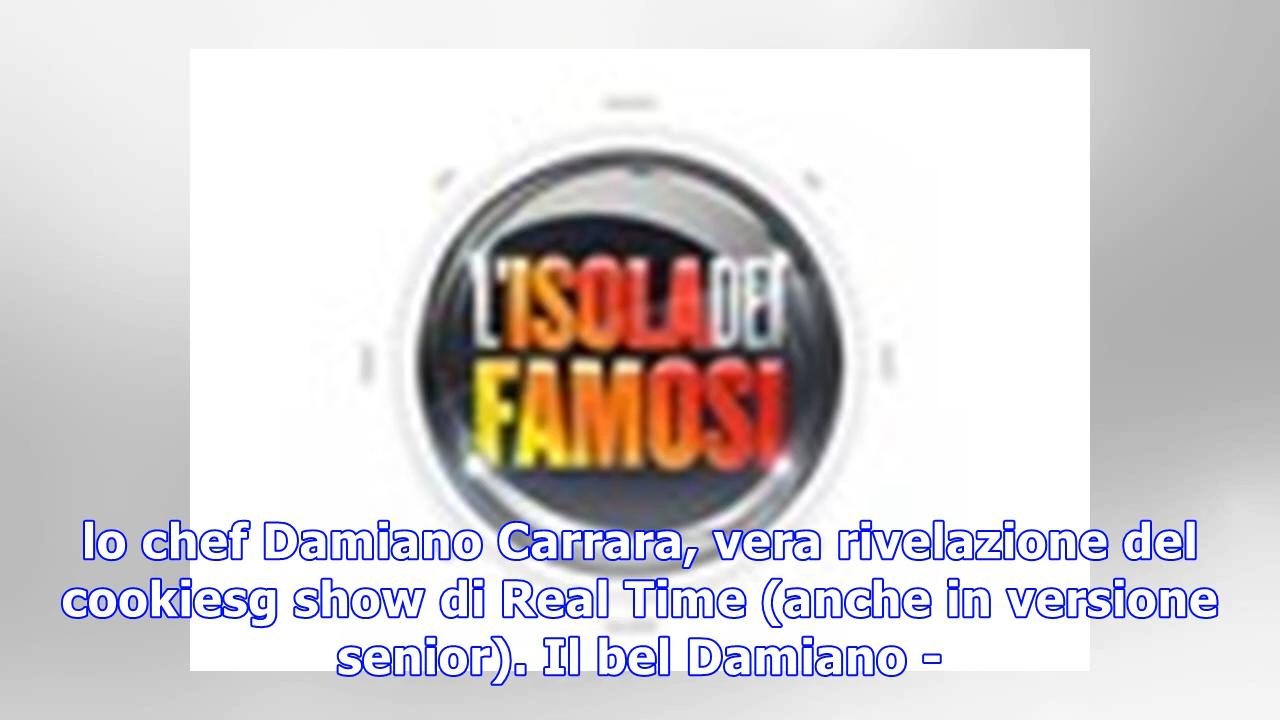 L'ISOLA DEI
FAMOSI
lo chef Damiano Carrara, vera rivelazione del
cookiesg show di Real Time (anche in versione
senior). Il bel Damiano -